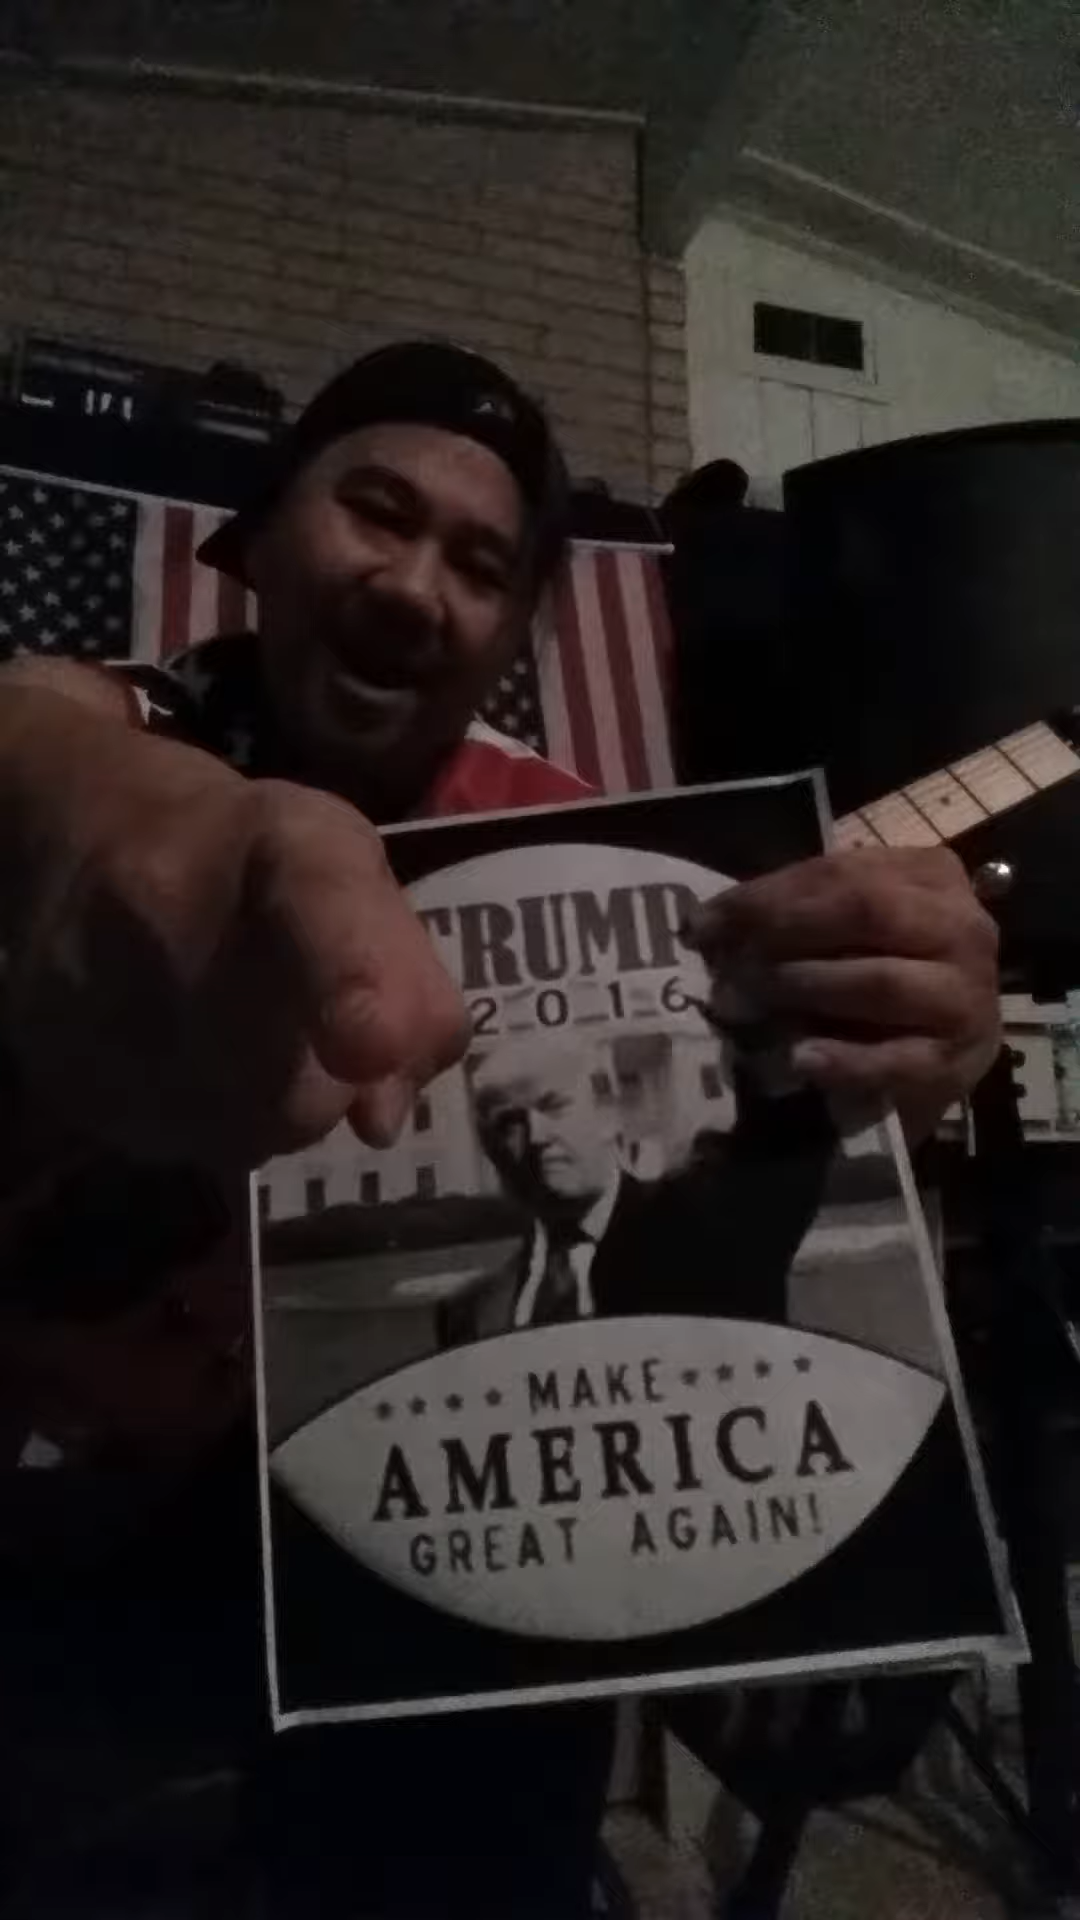 TRUMP
2016
★★★★ MAKE ★★★★
AMERICA
GREAT AGAIN!